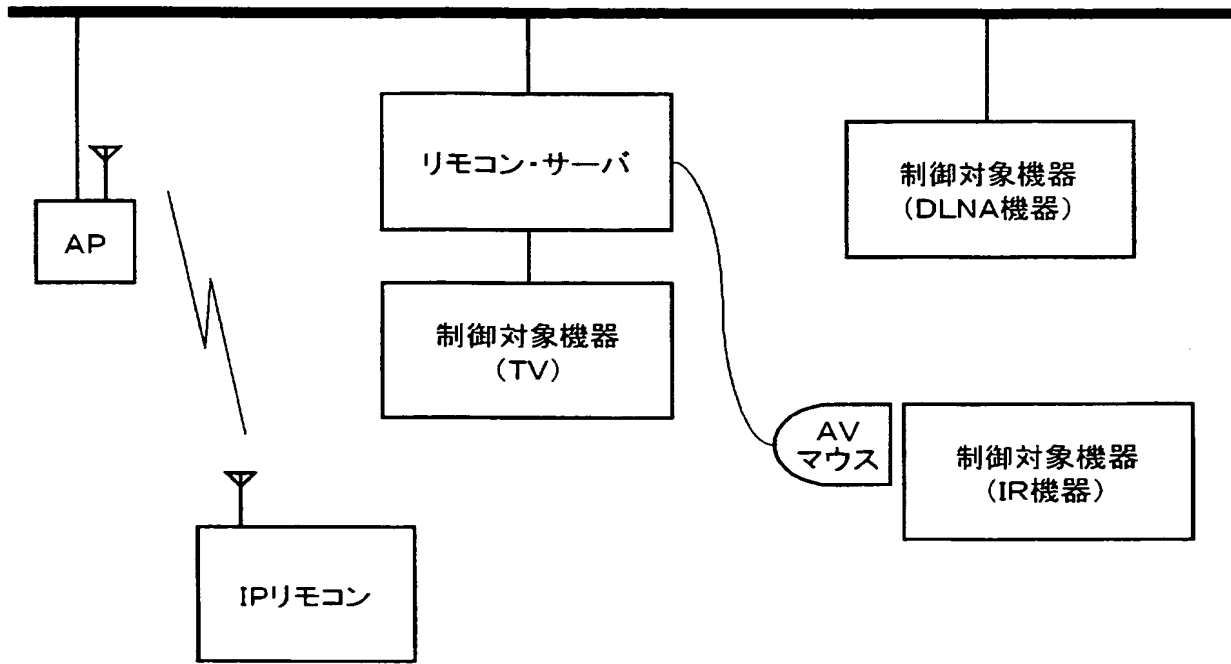 リモコン・サーバ
制御対象機器
(DLNA機器)
AP
制御対象機器
(TV)
AV
マウス
制御対象機器
(IR機器)
IPリモコン